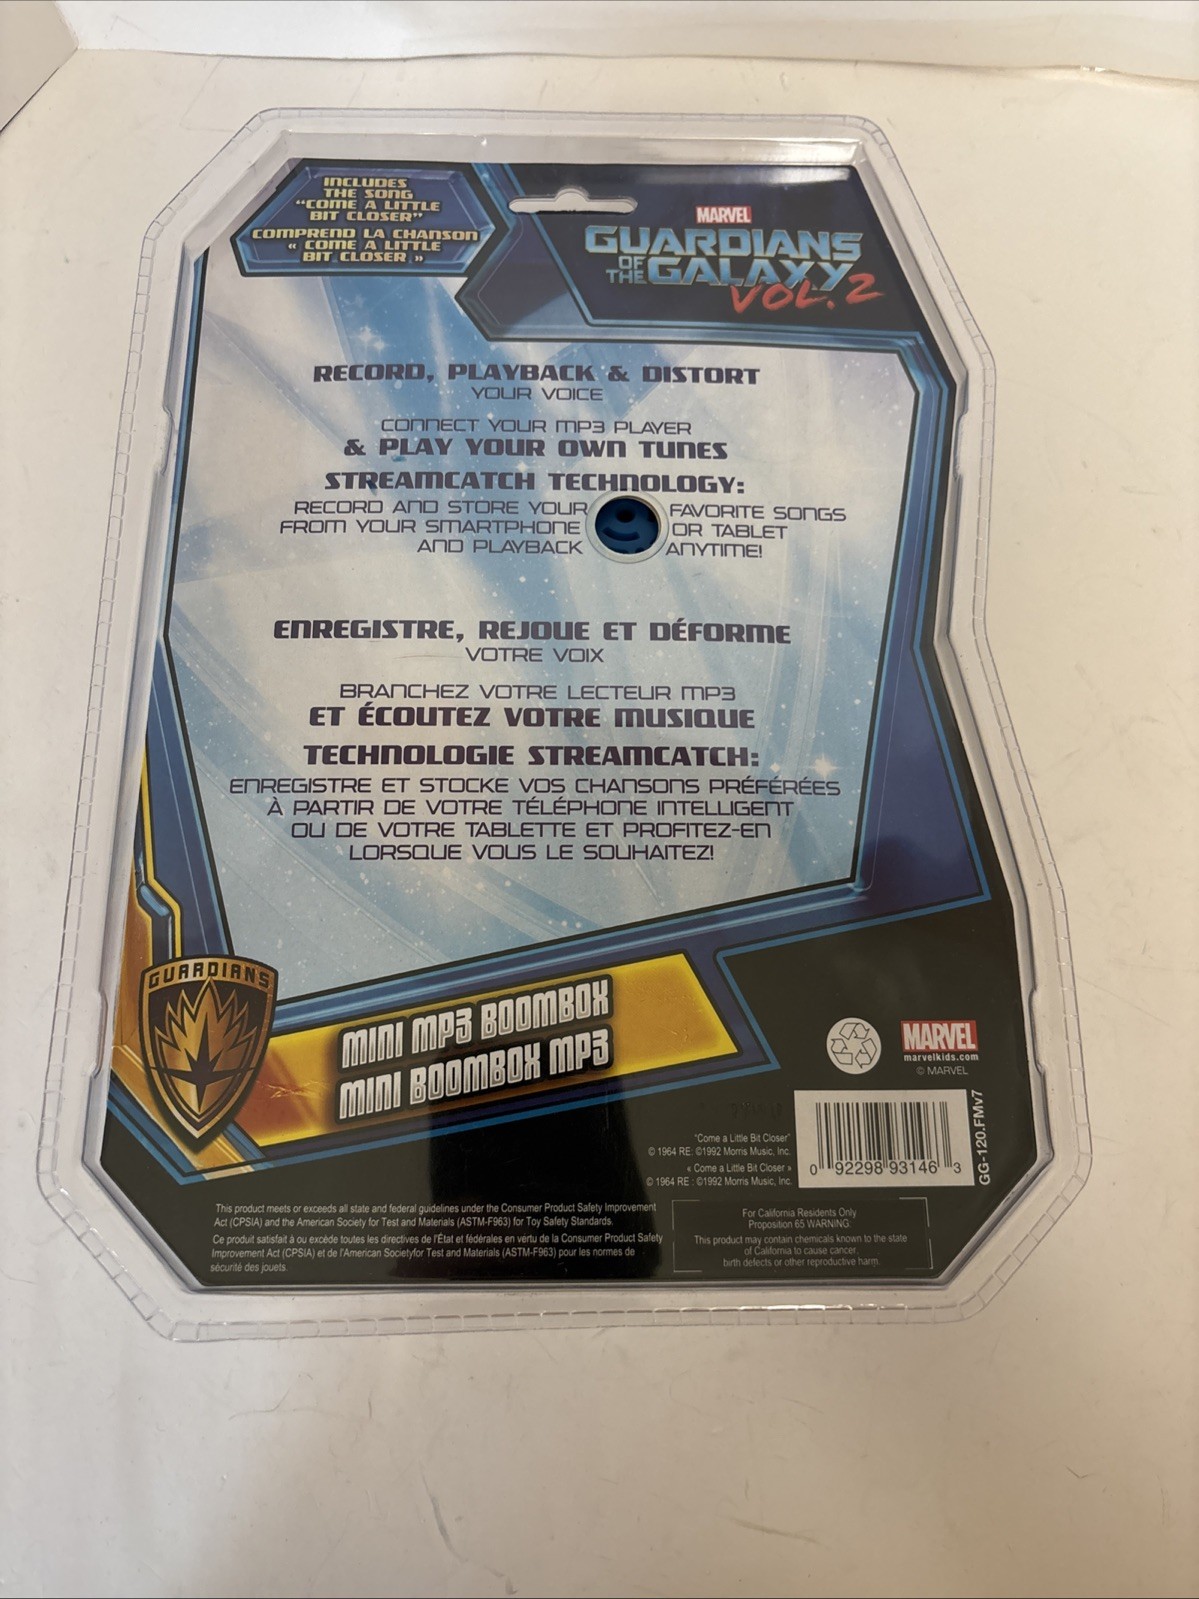 INCLUDES
THE SONG
"COME A LITTLE
BIT CLOSER"
COMPREND LA CHANSON
« COME A LITTLE
BIT CLOSER »
MARVEL
GUARDIANS
OF THE GALAXY
VOL. 2
RECORD, PLAYBACK & DISTORT
YOUR VOICE
CONNECT YOUR MP3 PLAYER
& PLAY YOUR OWN TUNES
STREAMCATCH TECHNOLOGY:
RECORD AND STORE YOUR FAVORITE SONGS
FROM YOUR SMARTPHONE OR TABLET
AND PLAYBACK ANYTIME!
ENREGISTRE, REJOUE ET DÉFORME
VOTRE VOIX
BRANCHEZ VOTRE LECTEUR MP3
ET ÉCOUTEZ VOTRE MUSIQUE
TECHNOLOGIE STREAMCATCH:
ENREGISTRE ET STOCKE VOS CHANSONS PRÉFÉRÉES
À PARTIR DE VOTRE TÉLÉPHONE INTELLIGENT
OU DE VOTRE TABLETTE ET PROFITEZ-EN
LORSQUE VOUS LE SOUHAITEZ!
GUARDIANS
MINI MP3 BOOMBOX
MINI BOOMBOX MP3
MARVEL
marvelkids.com
© MARVEL
"Come a Little Bit Closer"
© 1964 RE: ©1992 Morris Music, Inc.
« Come a Little Bit Closer »
© 1964 RE : ©1992 Morris Music, Inc.
0 92298 93146 3
GG-120.FMv7
This product meets or exceeds all state and federal guidelines under the Consumer Product Safety Improvement
Act (CPSIA) and the American Society for Test and Materials (ASTM-F963) for Toy Safety Standards.
Ce produit satisfait à ou excède toutes les directives de l'État et fédérales en vertu de la Consumer Product Safety
Improvement Act (CPSIA) et de l'American Societyfor Test and Materials (ASTM-F963) pour les normes de
sécurité des jouets.
For California Residents Only
Proposition 65 WARNING:
This product may contain chemicals known to the state
of California to cause cancer,
birth defects or other reproductive harm.